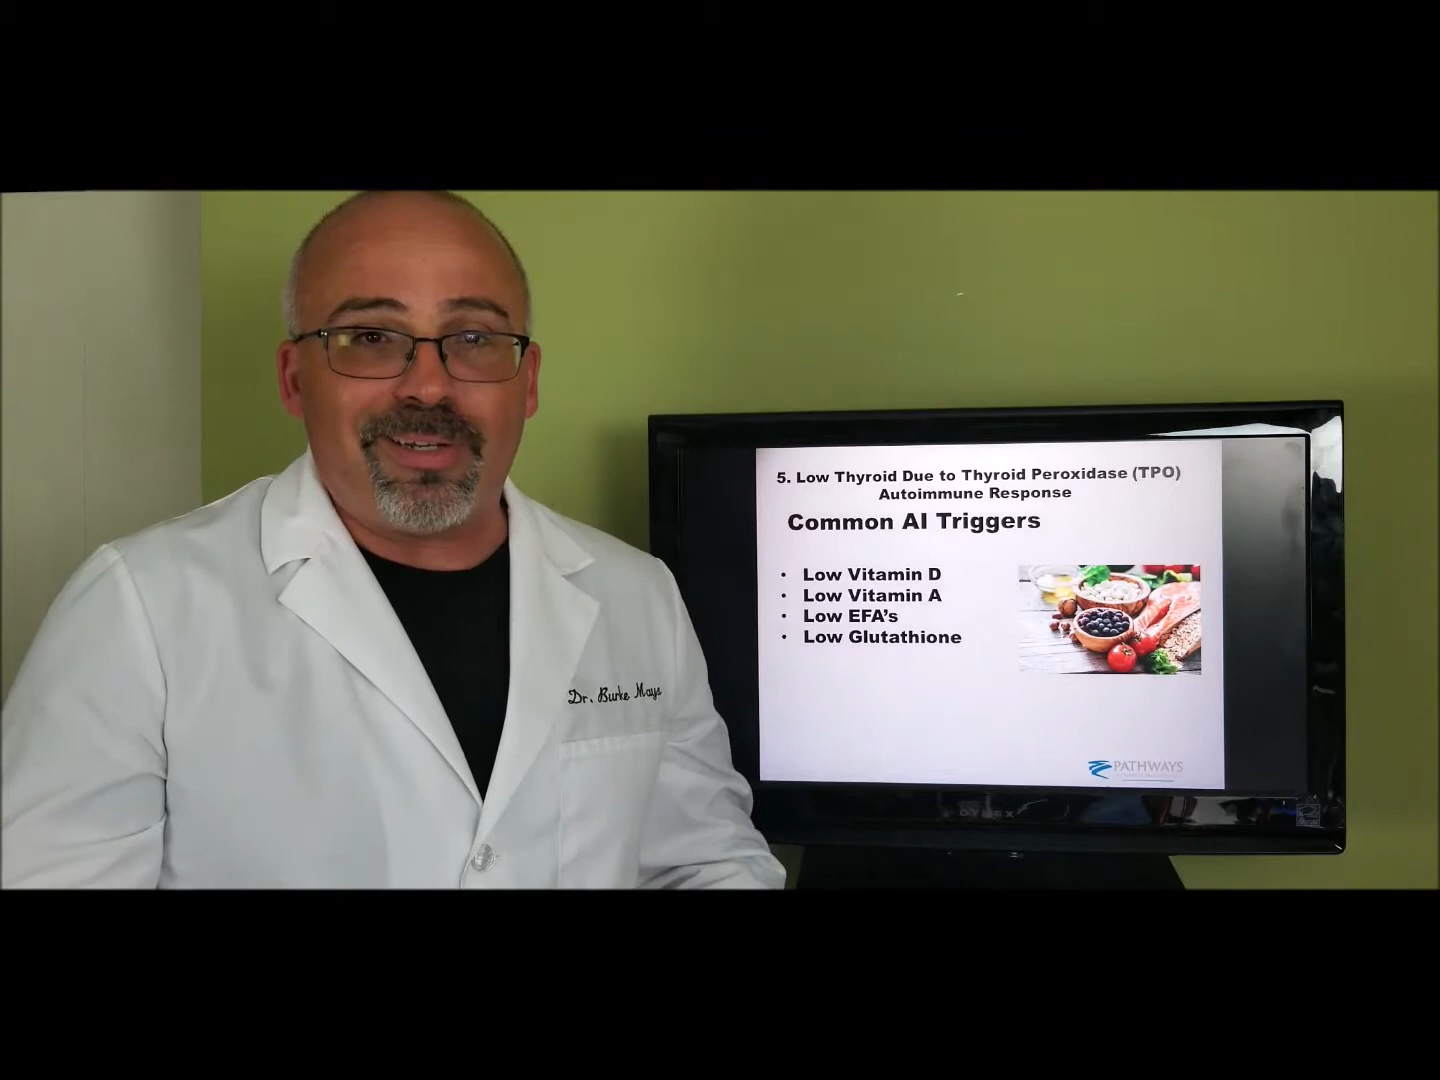 5. Low Thyroid Due to Thyroid Peroxidase (TPO)
Autoimmune Response
Common AI Triggers
• Low Vitamin D
• Low Vitamin A
• Low EFA's
• Low Glutathione
Dr. Burke Mays
PATHWAYS